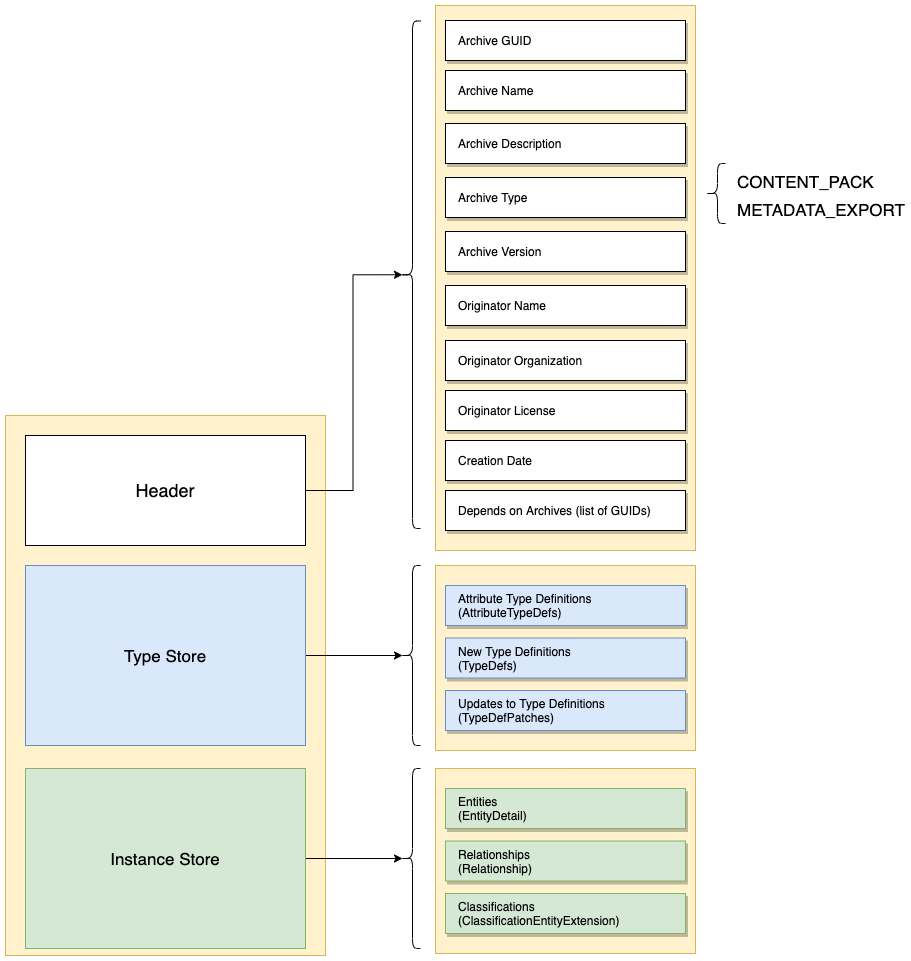 Archive GUID
Archive Name
Archive Description
Archive Type
CONTENT_PACK
METADATA_EXPORT
Archive Version
Originator Name
Originator Organization
Originator License
Creation Date
Depends on Archives (list of GUIDs)
Header
Type Store
Attribute Type Definitions
(AttributeTypeDefs)
New Type Definitions
(TypeDefs)
Updates to Type Definitions
(TypeDefPatches)
Instance Store
Entities
(EntityDetail)
Relationships
(Relationship)
Classifications
(ClassificationEntityExtension)